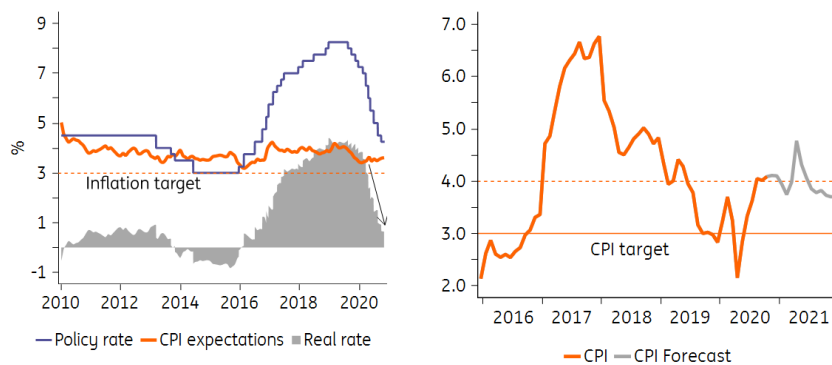 9
7
%
5
3
Inflation target
1
-1
2010 2012 2014 2016 2018 2020
Policy rate CPI expectations Real rate
7.0
6.0
5.0
4.0
3.0
CPI target
2.0
2016 2017 2018 2019 2020 2021
CPI CPI Forecast